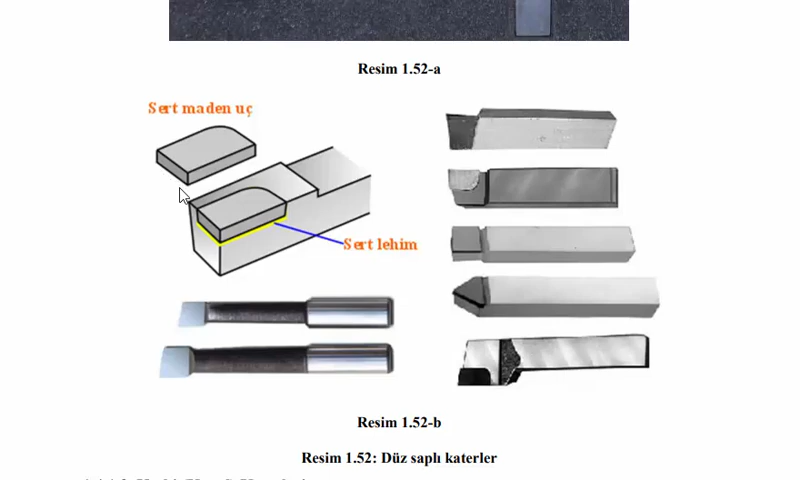 Resim 1.52-a
Sert maden uç
Sert lehim
Resim 1.52-b
Resim 1.52: Düz saplı katerler